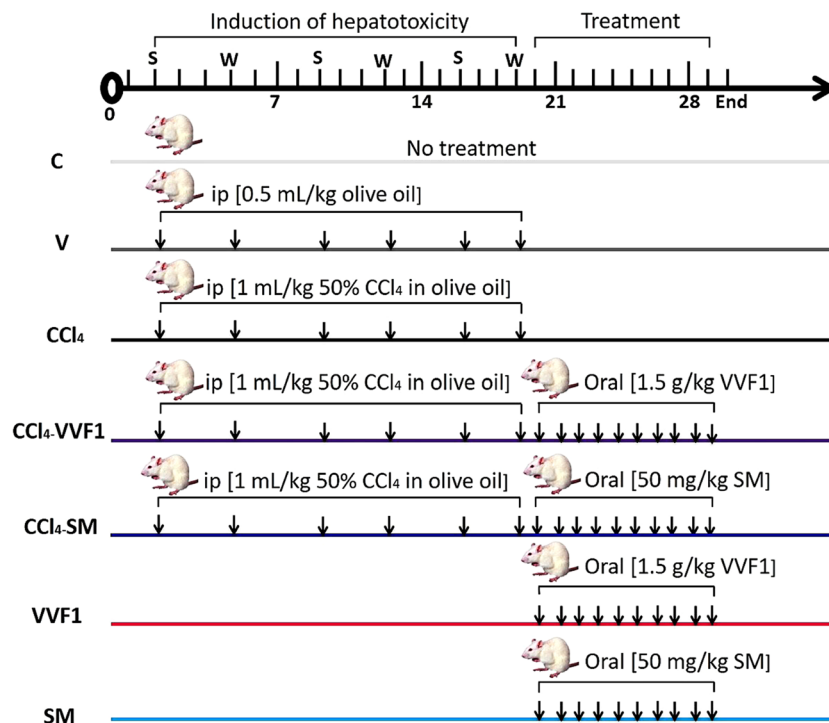 Induction of hepatotoxicity Treatment
S W S W S W
0 7 14 21 28 End
C No treatment
ip [0.5 mL/kg olive oil]
V
ip [1 mL/kg 50% CCl₄ in olive oil]
CCl₄
ip [1 mL/kg 50% CCl₄ in olive oil] Oral [1.5 g/kg VVF1]
CCl₄-VVF1
ip [1 mL/kg 50% CCl₄ in olive oil] Oral [50 mg/kg SM]
CCl₄-SM
Oral [1.5 g/kg VVF1]
VVF1
Oral [50 mg/kg SM]
SM